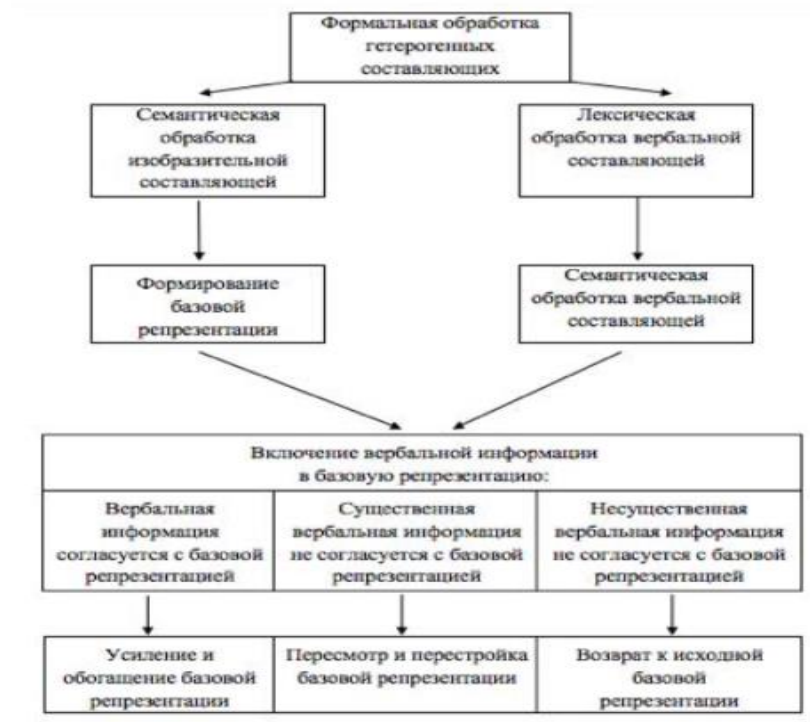 Формальная обработка
гетерогенных
составляющих
Семантическая
обработка
изобразительной
составляющей
Лексическая
обработка вербальной
составляющей
Формирование
базовой
репрезентации
Семантическая
обработка вербальной
составляющей
Включение вербальной информации
в базовую репрезентацию:
Вербальная
информация
согласуется с базовой
репрезентацией
Существенная
вербальная информация
не согласуется с базовой
репрезентацией
Несущественная
вербальная информация
не согласуется с базовой
репрезентацией
Усиление и
обогащение базовой
репрезентации
Пересмотр и перестройка
базовой репрезентации
Возврат к исходной
базовой
репрезентации